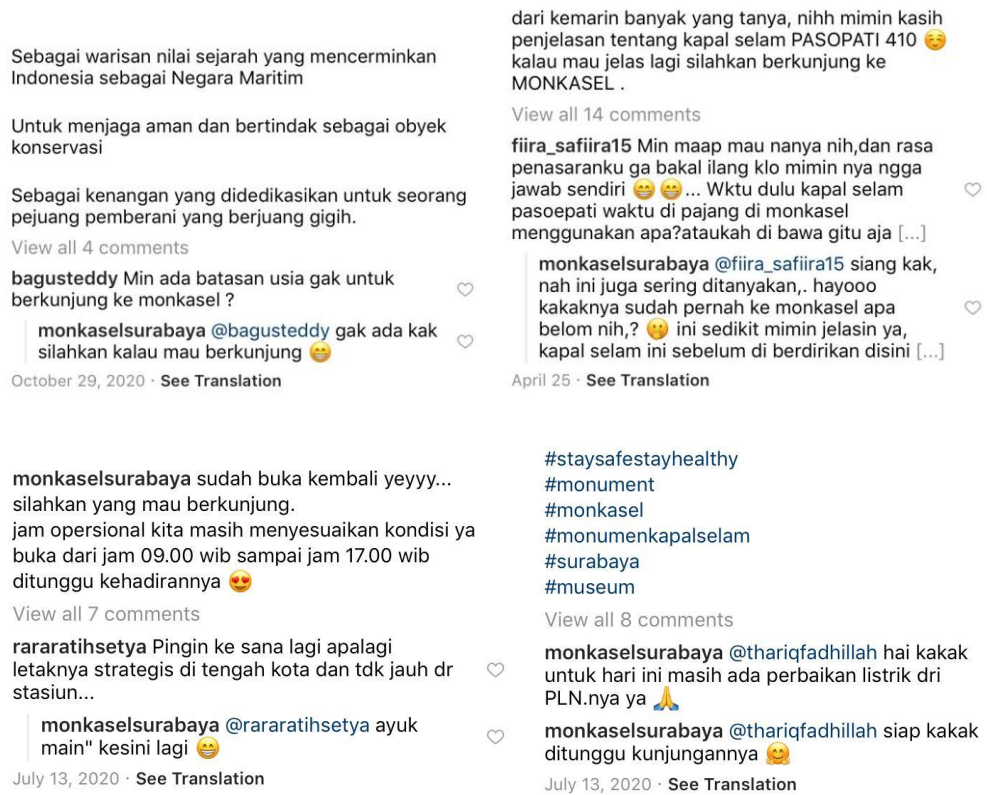 Sebagai warisan nilai sejarah yang mencerminkan
Indonesia sebagai Negara Maritim
Untuk menjaga aman dan bertindak sebagai obyek
konservasi
Sebagai kenangan yang didedikasikan untuk seorang
pejuang pemberani yang berjuang gigih.
View all 4 comments
bagusteddy Min ada batasan usia gak untuk
berkunjung ke monkasel ?
monkaselsurabaya @bagusteddy gak ada kak
silahkan kalau mau berkunjung 😁
October 29, 2020 · See Translation
dari kemarin banyak yang tanya, nihh mimin kasih
penjelasan tentang kapal selam PASOPATI 410 ☺️
kalau mau jelas lagi silahkan berkunjung ke
MONKASEL .
View all 14 comments
fiira_safiira15 Min maap mau nanya nih,dan rasa
penasaranku ga bakal ilang klo mimin nya ngga
jawab sendiri 😁😁... Wktu dulu kapal selam
pasoepati waktu di pajang di monkasel
menggunakan apa?ataukah di bawa gitu aja [...]
monkaselsurabaya @fiira_safiira15 siang kak,
nah ini juga sering ditanyakan,. hayooo
kakaknya sudah pernah ke monkasel apa
belom nih,? 🤫 ini sedikit mimin jelasin ya,
kapal selam ini sebelum di berdirikan disini [...]
April 25 · See Translation
monkaselsurabaya sudah buka kembali yeyyy...
silahkan yang mau berkunjung.
jam opersional kita masih menyesuaikan kondisi ya
buka dari jam 09.00 wib sampai jam 17.00 wib
ditunggu kehadirannya 😍
View all 7 comments
rararatihsetya Pingin ke sana lagi apalagi
letaknya strategis di tengah kota dan tdk jauh dr
stasiun...
monkaselsurabaya @rararatihsetya ayuk
main" kesini lagi 😁
July 13, 2020 · See Translation
#staysafestayhealthy
#monument
#monkasel
#monumenkapalselam
#surabaya
#museum
View all 8 comments
monkaselsurabaya @thariqfadhillah hai kakak
untuk hari ini masih ada perbaikan listrik dri
PLN.nya ya 🙏
monkaselsurabaya @thariqfadhillah siap kakak
ditunggu kunjungannya 🤗
July 13, 2020 · See Translation